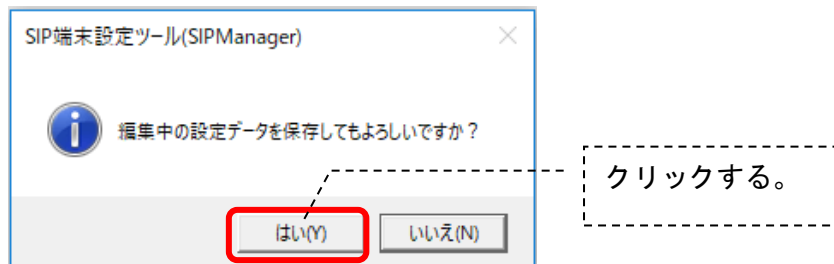 SIP端末設定ツール(SIPManager)
編集中の設定データを保存してもよろしいですか？
はい(Y)
いいえ(N)
クリックする。